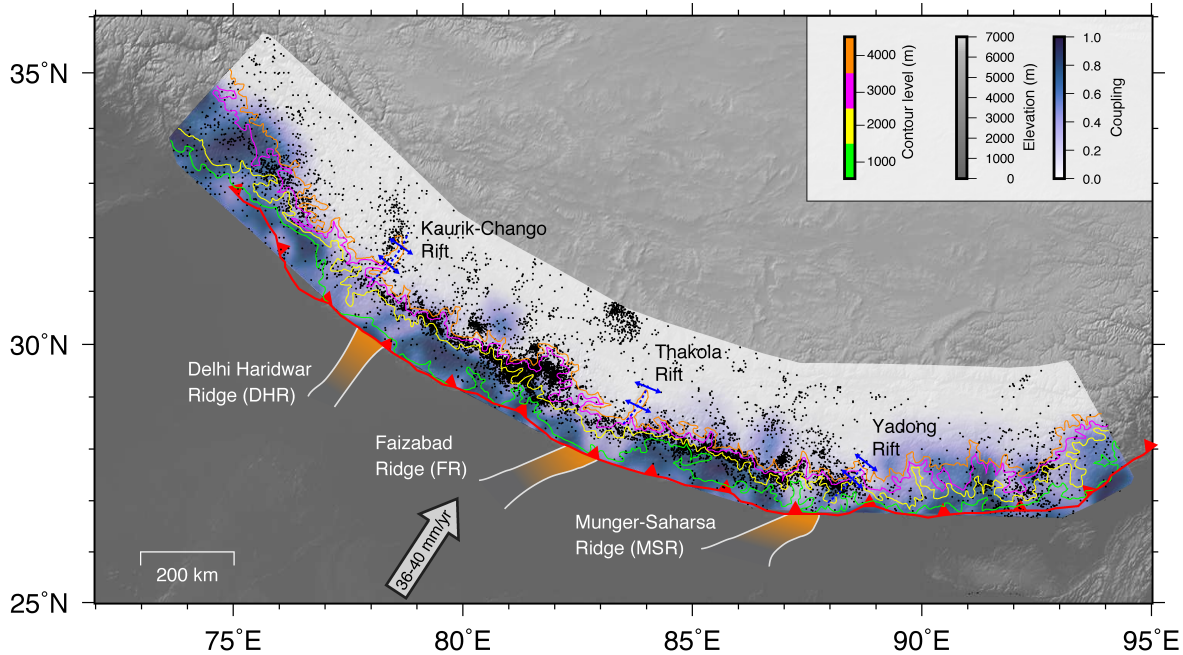 35°N
30°N
25°N
75°E
80°E
85°E
90°E
95°E
4000
3000
2000
1000
Contour level (m)
7000
6000
5000
4000
3000
2000
1000
0
Elevation (m)
1.0
0.8
0.6
0.4
0.2
0.0
Coupling
Kaurik-Chango
Rift
Thakola
Rift
Yadong
Rift
Delhi Haridwar
Ridge (DHR)
Faizabad
Ridge (FR)
Munger-Saharsa
Ridge (MSR)
36-40 mm/yr
200 km